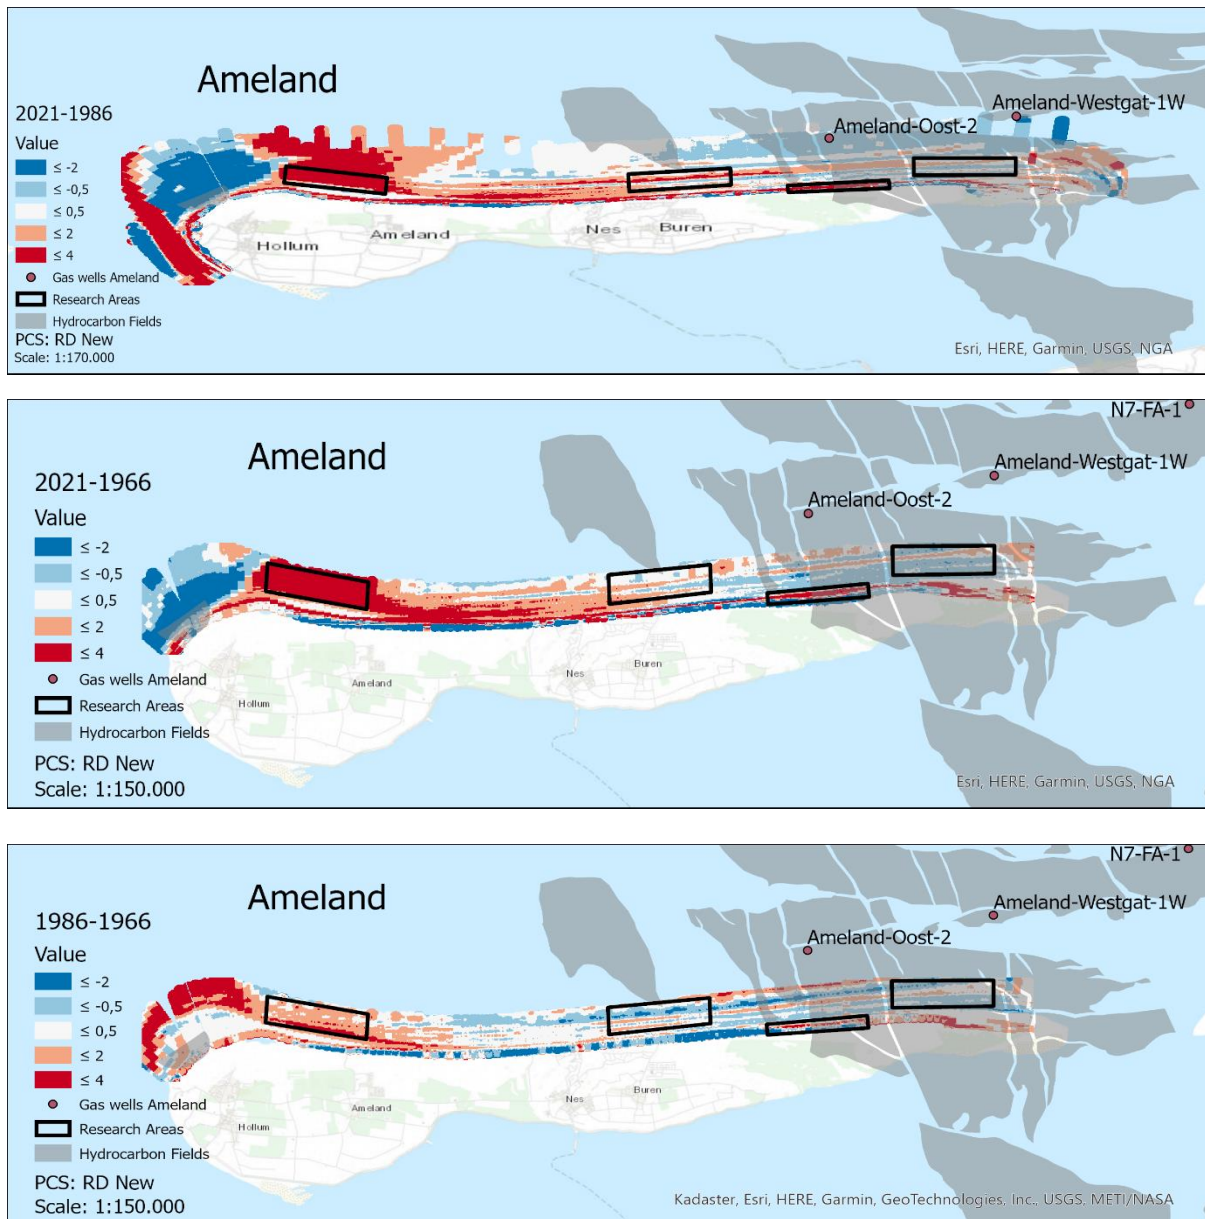 Ameland
2021-1986
Value
≤ -2
≤ -0,5
≤ 0,5
≤ 2
≤ 4
Gas wells Ameland
Research Areas
Hydrocarbon Fields
PCS: RD New
Scale: 1:170.000
Ameland-Westgat-1W
Ameland-Oost-2
Hollum
Ameland
Nes
Buren
Esri, HERE, Garmin, USGS, NGA
N7-FA-1
Ameland
Ameland-Westgat-1W
2021-1966
Ameland-Oost-2
Value
≤ -2
≤ -0,5
≤ 0,5
≤ 2
≤ 4
Gas wells Ameland
Research Areas
Hydrocarbon Fields
PCS: RD New
Scale: 1:150.000
Buren
Nes
Ameland
Hollum
Esri, HERE, Garmin, USGS, NGA
N7-FA-1
Ameland
Ameland-Westgat-1W
1986-1966
Ameland-Oost-2
Value
≤ -2
≤ -0,5
≤ 0,5
≤ 2
≤ 4
Gas wells Ameland
Research Areas
Hydrocarbon Fields
PCS: RD New
Scale: 1:150.000
Buren
Nes
Ameland
Hollum
Kadaster, Esri, HERE, Garmin, GeoTechnologies, Inc., USGS, METI/NASA